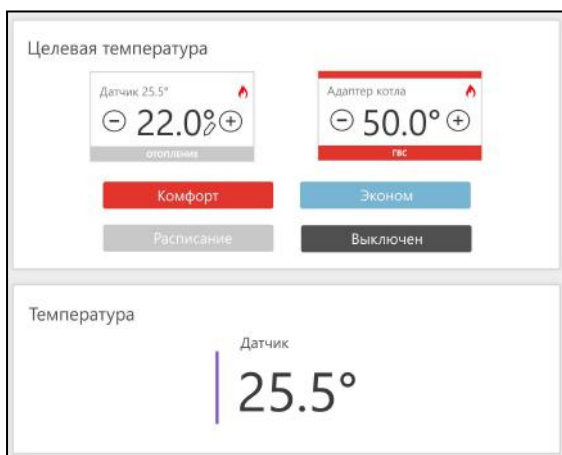 Целевая температура
Датчик 25.5°
22.0°
ОТОПЛЕНИЕ
Адаптер котла
50.0°
ГВС
Комфорт
Эконом
Расписание
Выключен
Температура
Датчик
25.5°